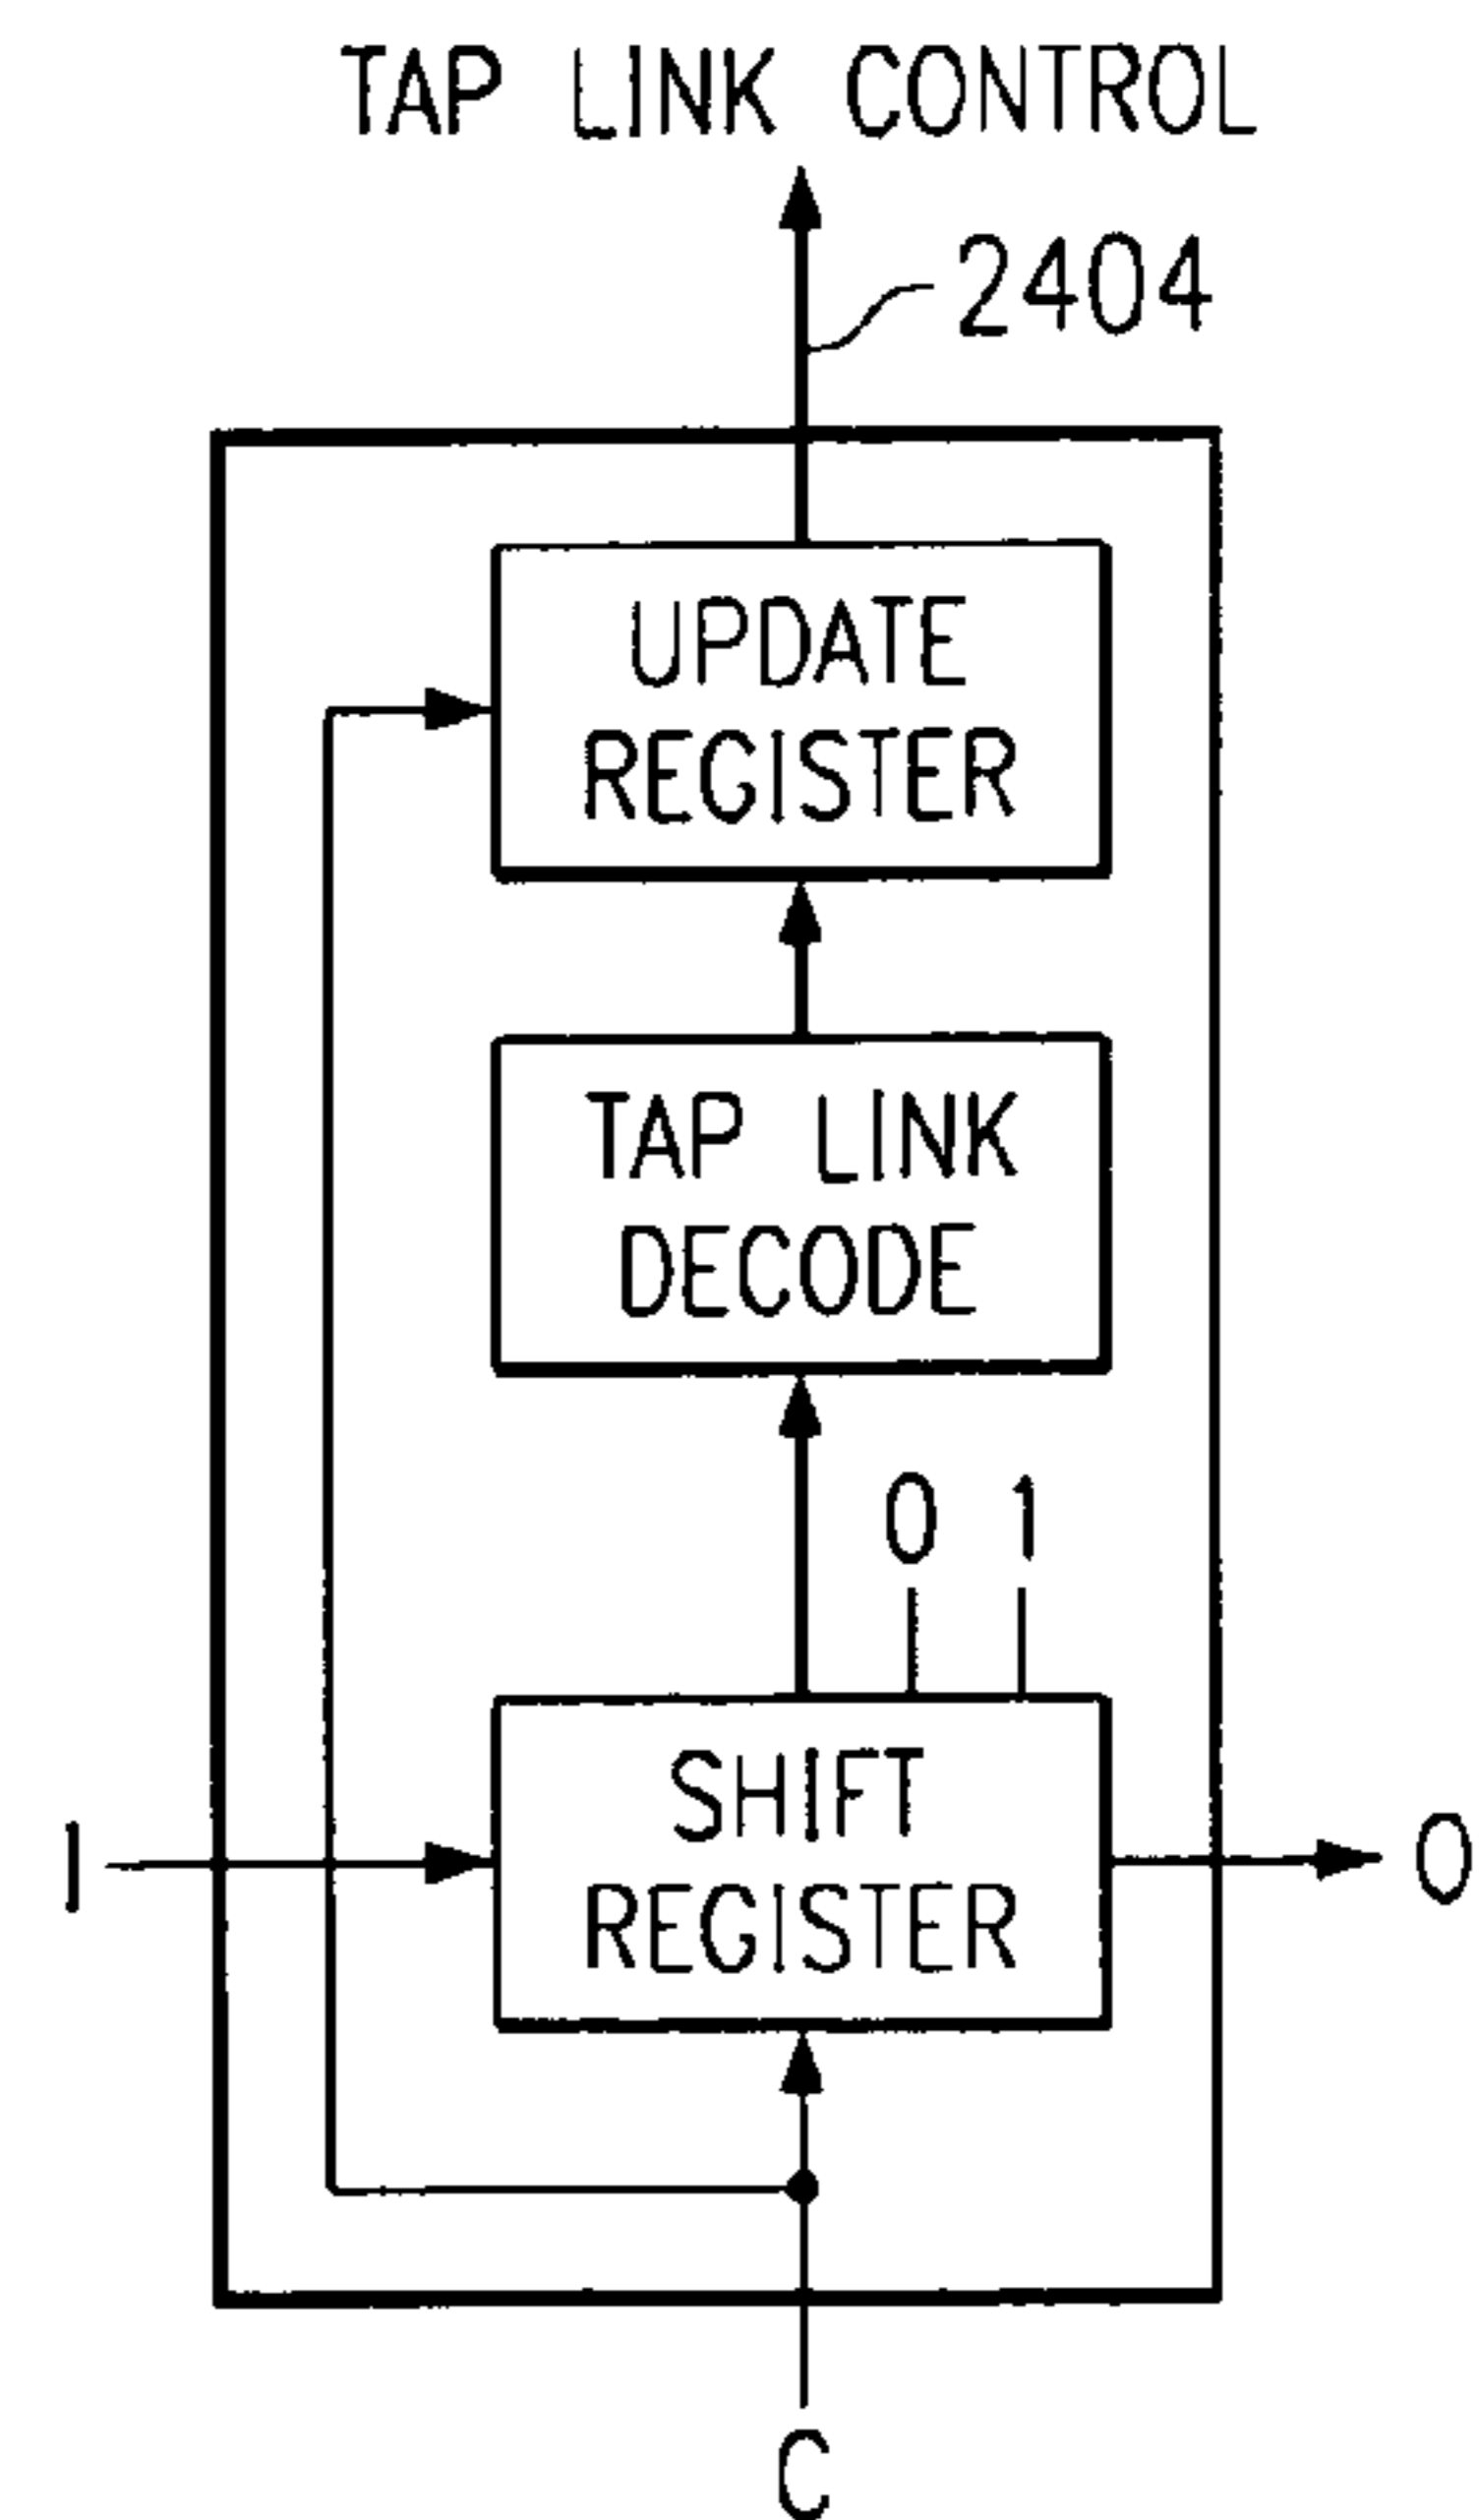 TAP LINK CONTROL
2404
UPDATE
REGISTER
TAP LINK
DECODE
0 1
SHIFT
REGISTER
I
O
C